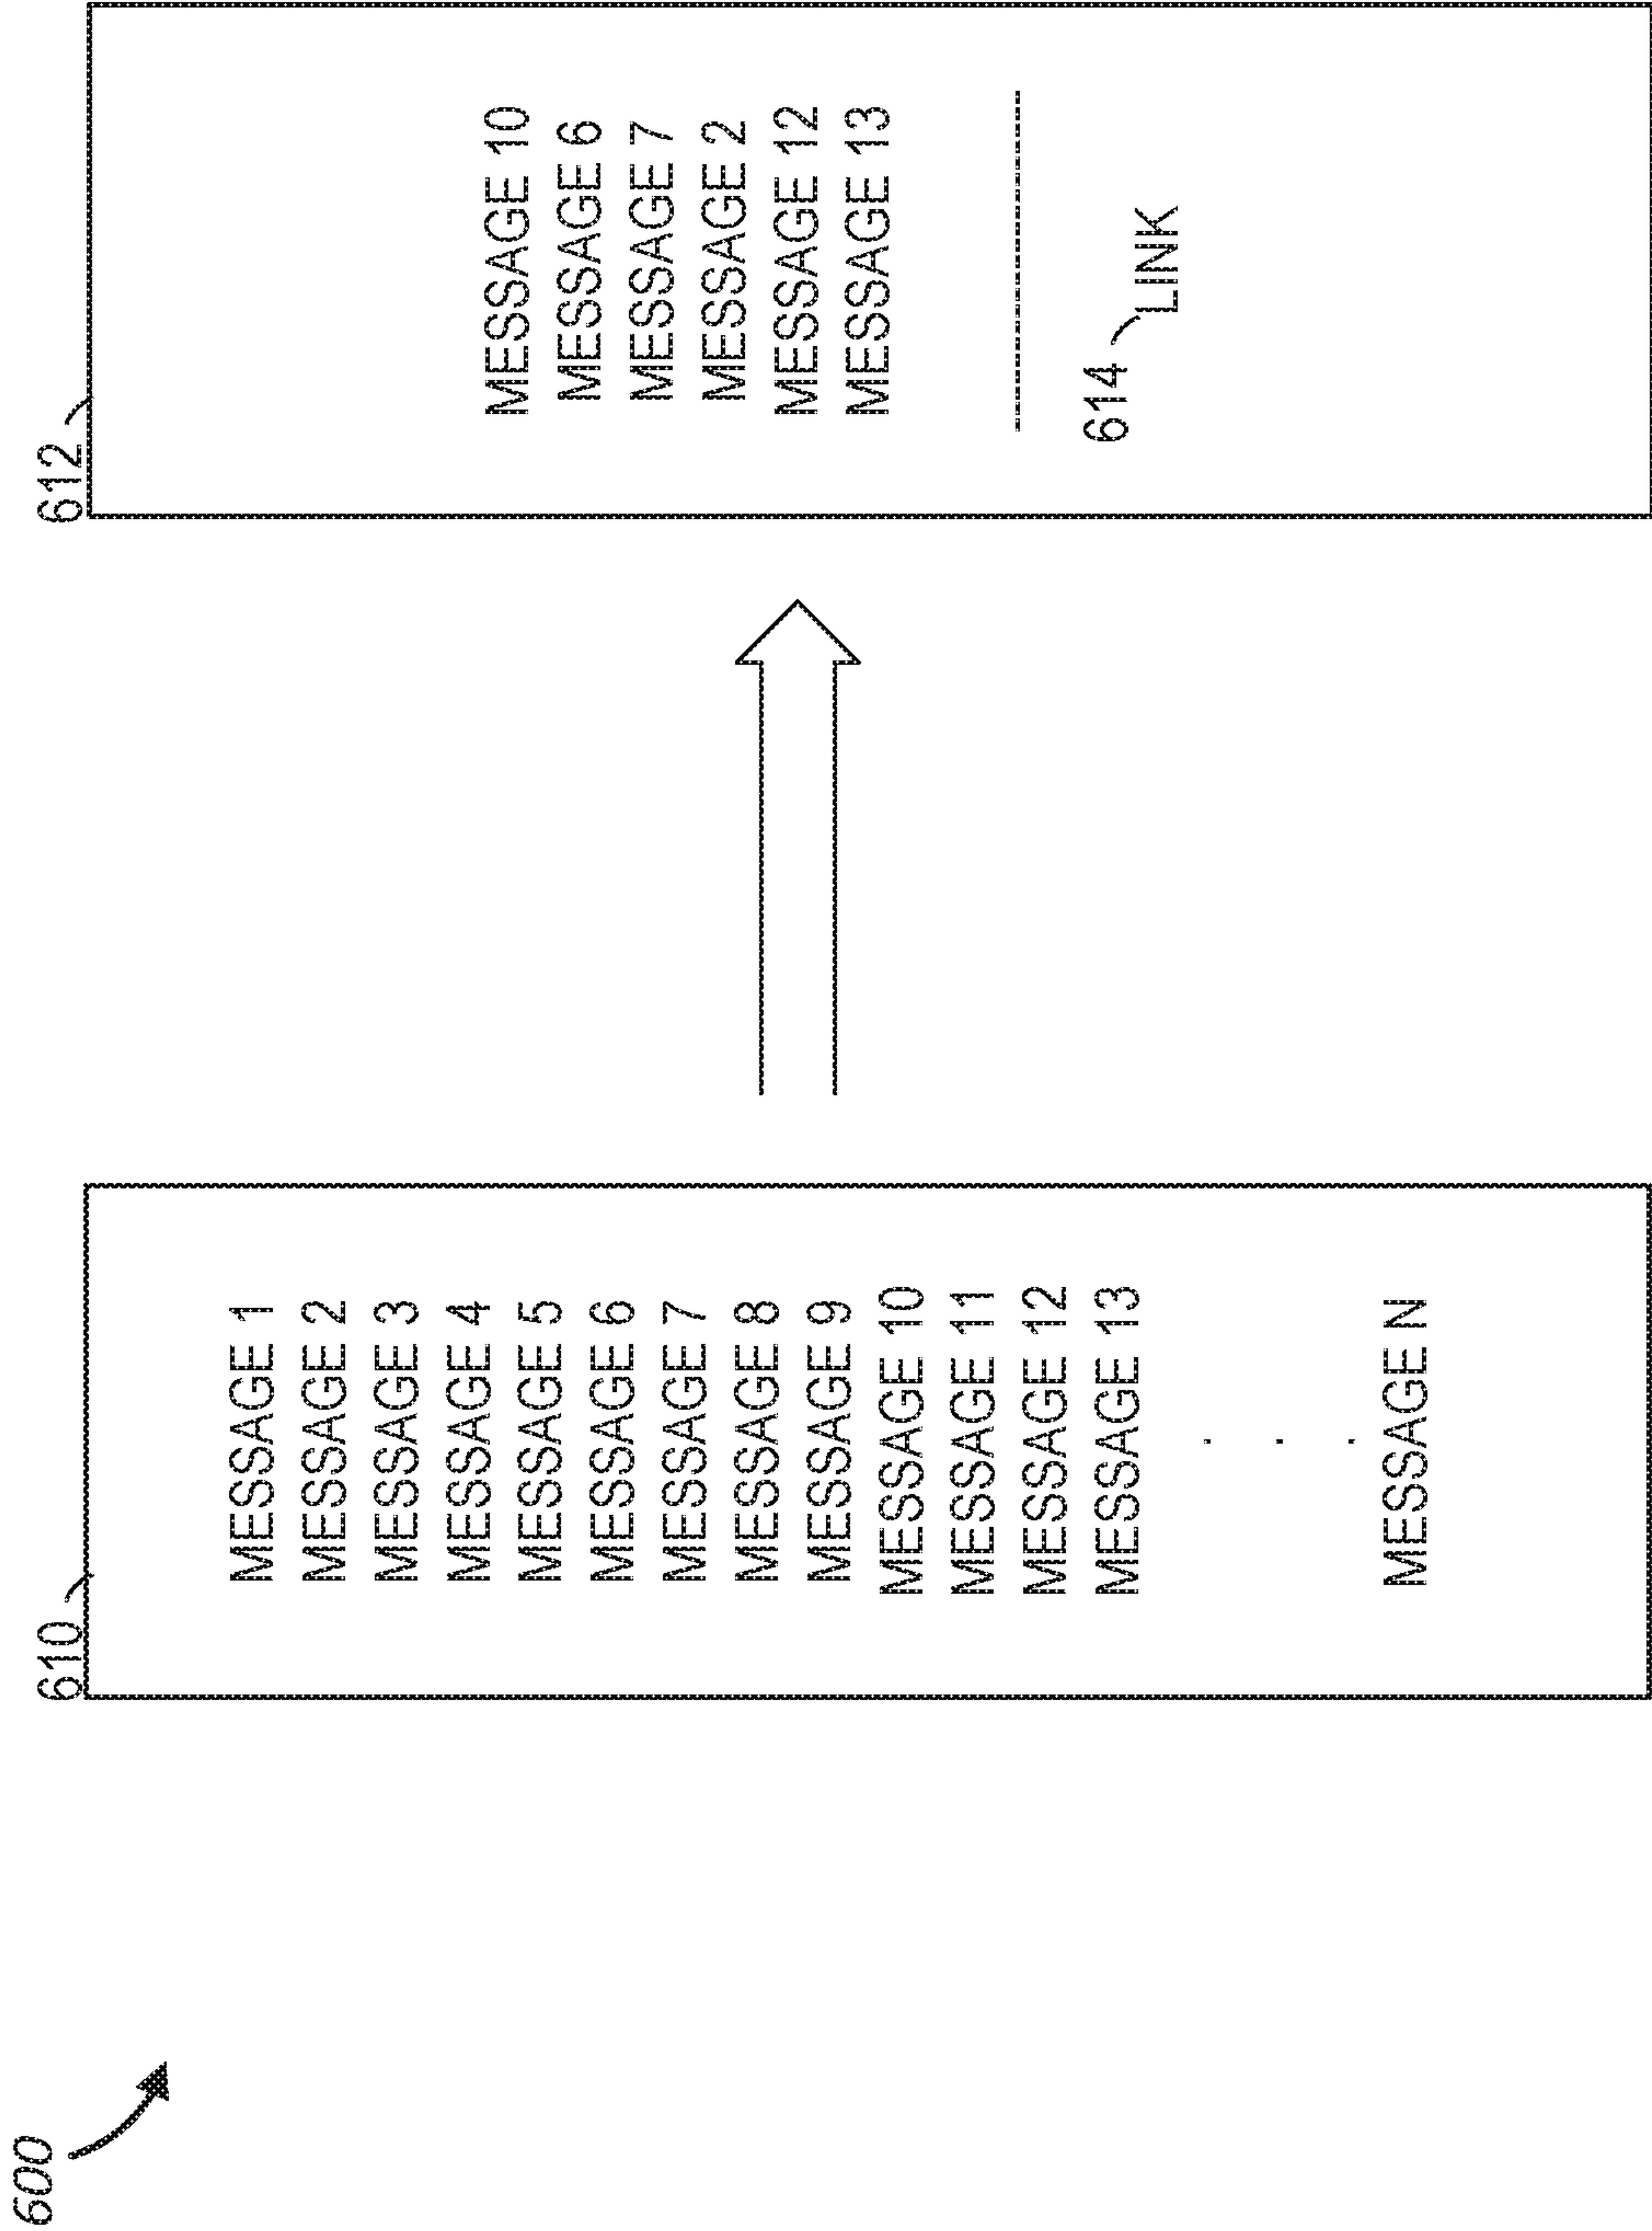 600
610
MESSAGE 1
MESSAGE 2
MESSAGE 3
MESSAGE 4
MESSAGE 5
MESSAGE 6
MESSAGE 7
MESSAGE 8
MESSAGE 9
MESSAGE 10
MESSAGE 11
MESSAGE 12
MESSAGE 13
.
.
.
MESSAGE N
612
MESSAGE 10
MESSAGE 6
MESSAGE 7
MESSAGE 2
MESSAGE 12
MESSAGE 13
614
LINK